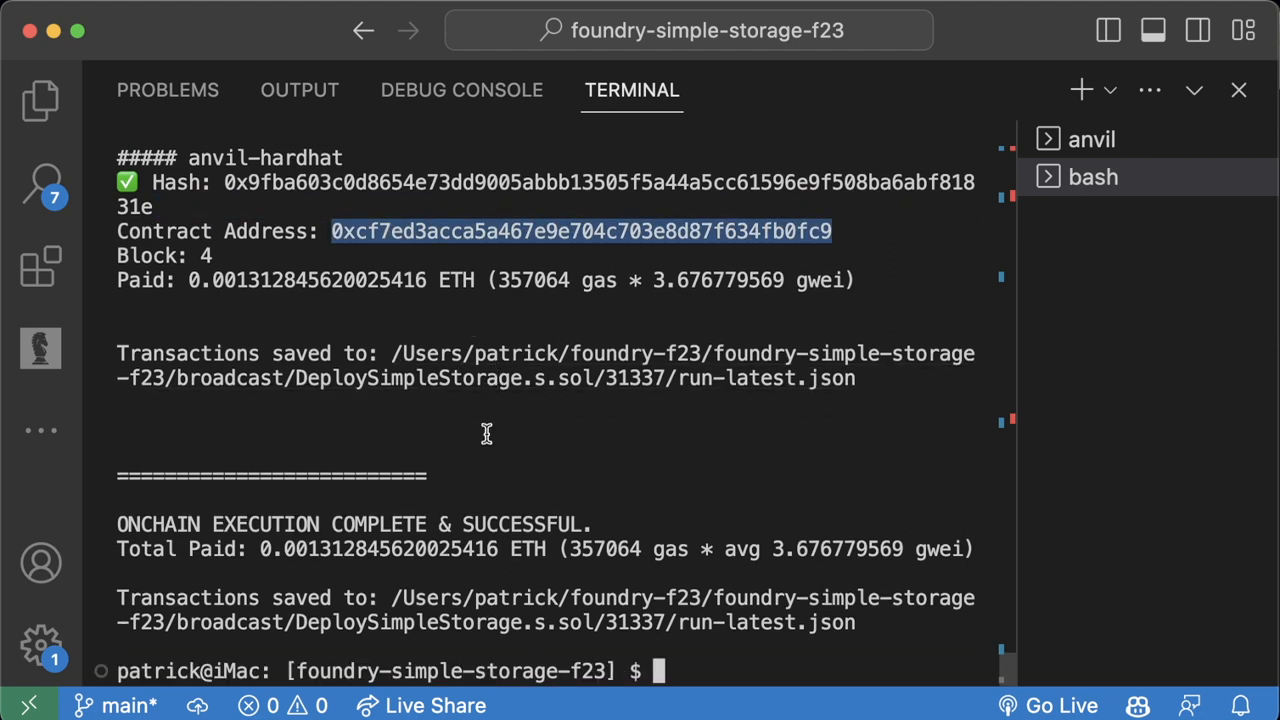 foundry-simple-storage-f23
PROBLEMS OUTPUT DEBUG CONSOLE TERMINAL
anvil
bash
##### anvil-hardhat
✅ Hash: 0x9fba603c0d8654e73dd9005abbb13505f5a44a5cc61596e9f508ba6abf818
31e
Contract Address: 0xcf7ed3acca5a467e9e704c703e8d87f634fb0fc9
Block: 4
Paid: 0.001312845620025416 ETH (357064 gas * 3.676779569 gwei)
Transactions saved to: /Users/patrick/foundry-f23/foundry-simple-storage
-f23/broadcast/DeploySimpleStorage.s.sol/31337/run-latest.json
==========================
ONCHAIN EXECUTION COMPLETE & SUCCESSFUL.
Total Paid: 0.001312845620025416 ETH (357064 gas * avg 3.676779569 gwei)
Transactions saved to: /Users/patrick/foundry-f23/foundry-simple-storage
-f23/broadcast/DeploySimpleStorage.s.sol/31337/run-latest.json
patrick@iMac: [foundry-simple-storage-f23] $
7
1
main* 0 0 Live Share Go Live